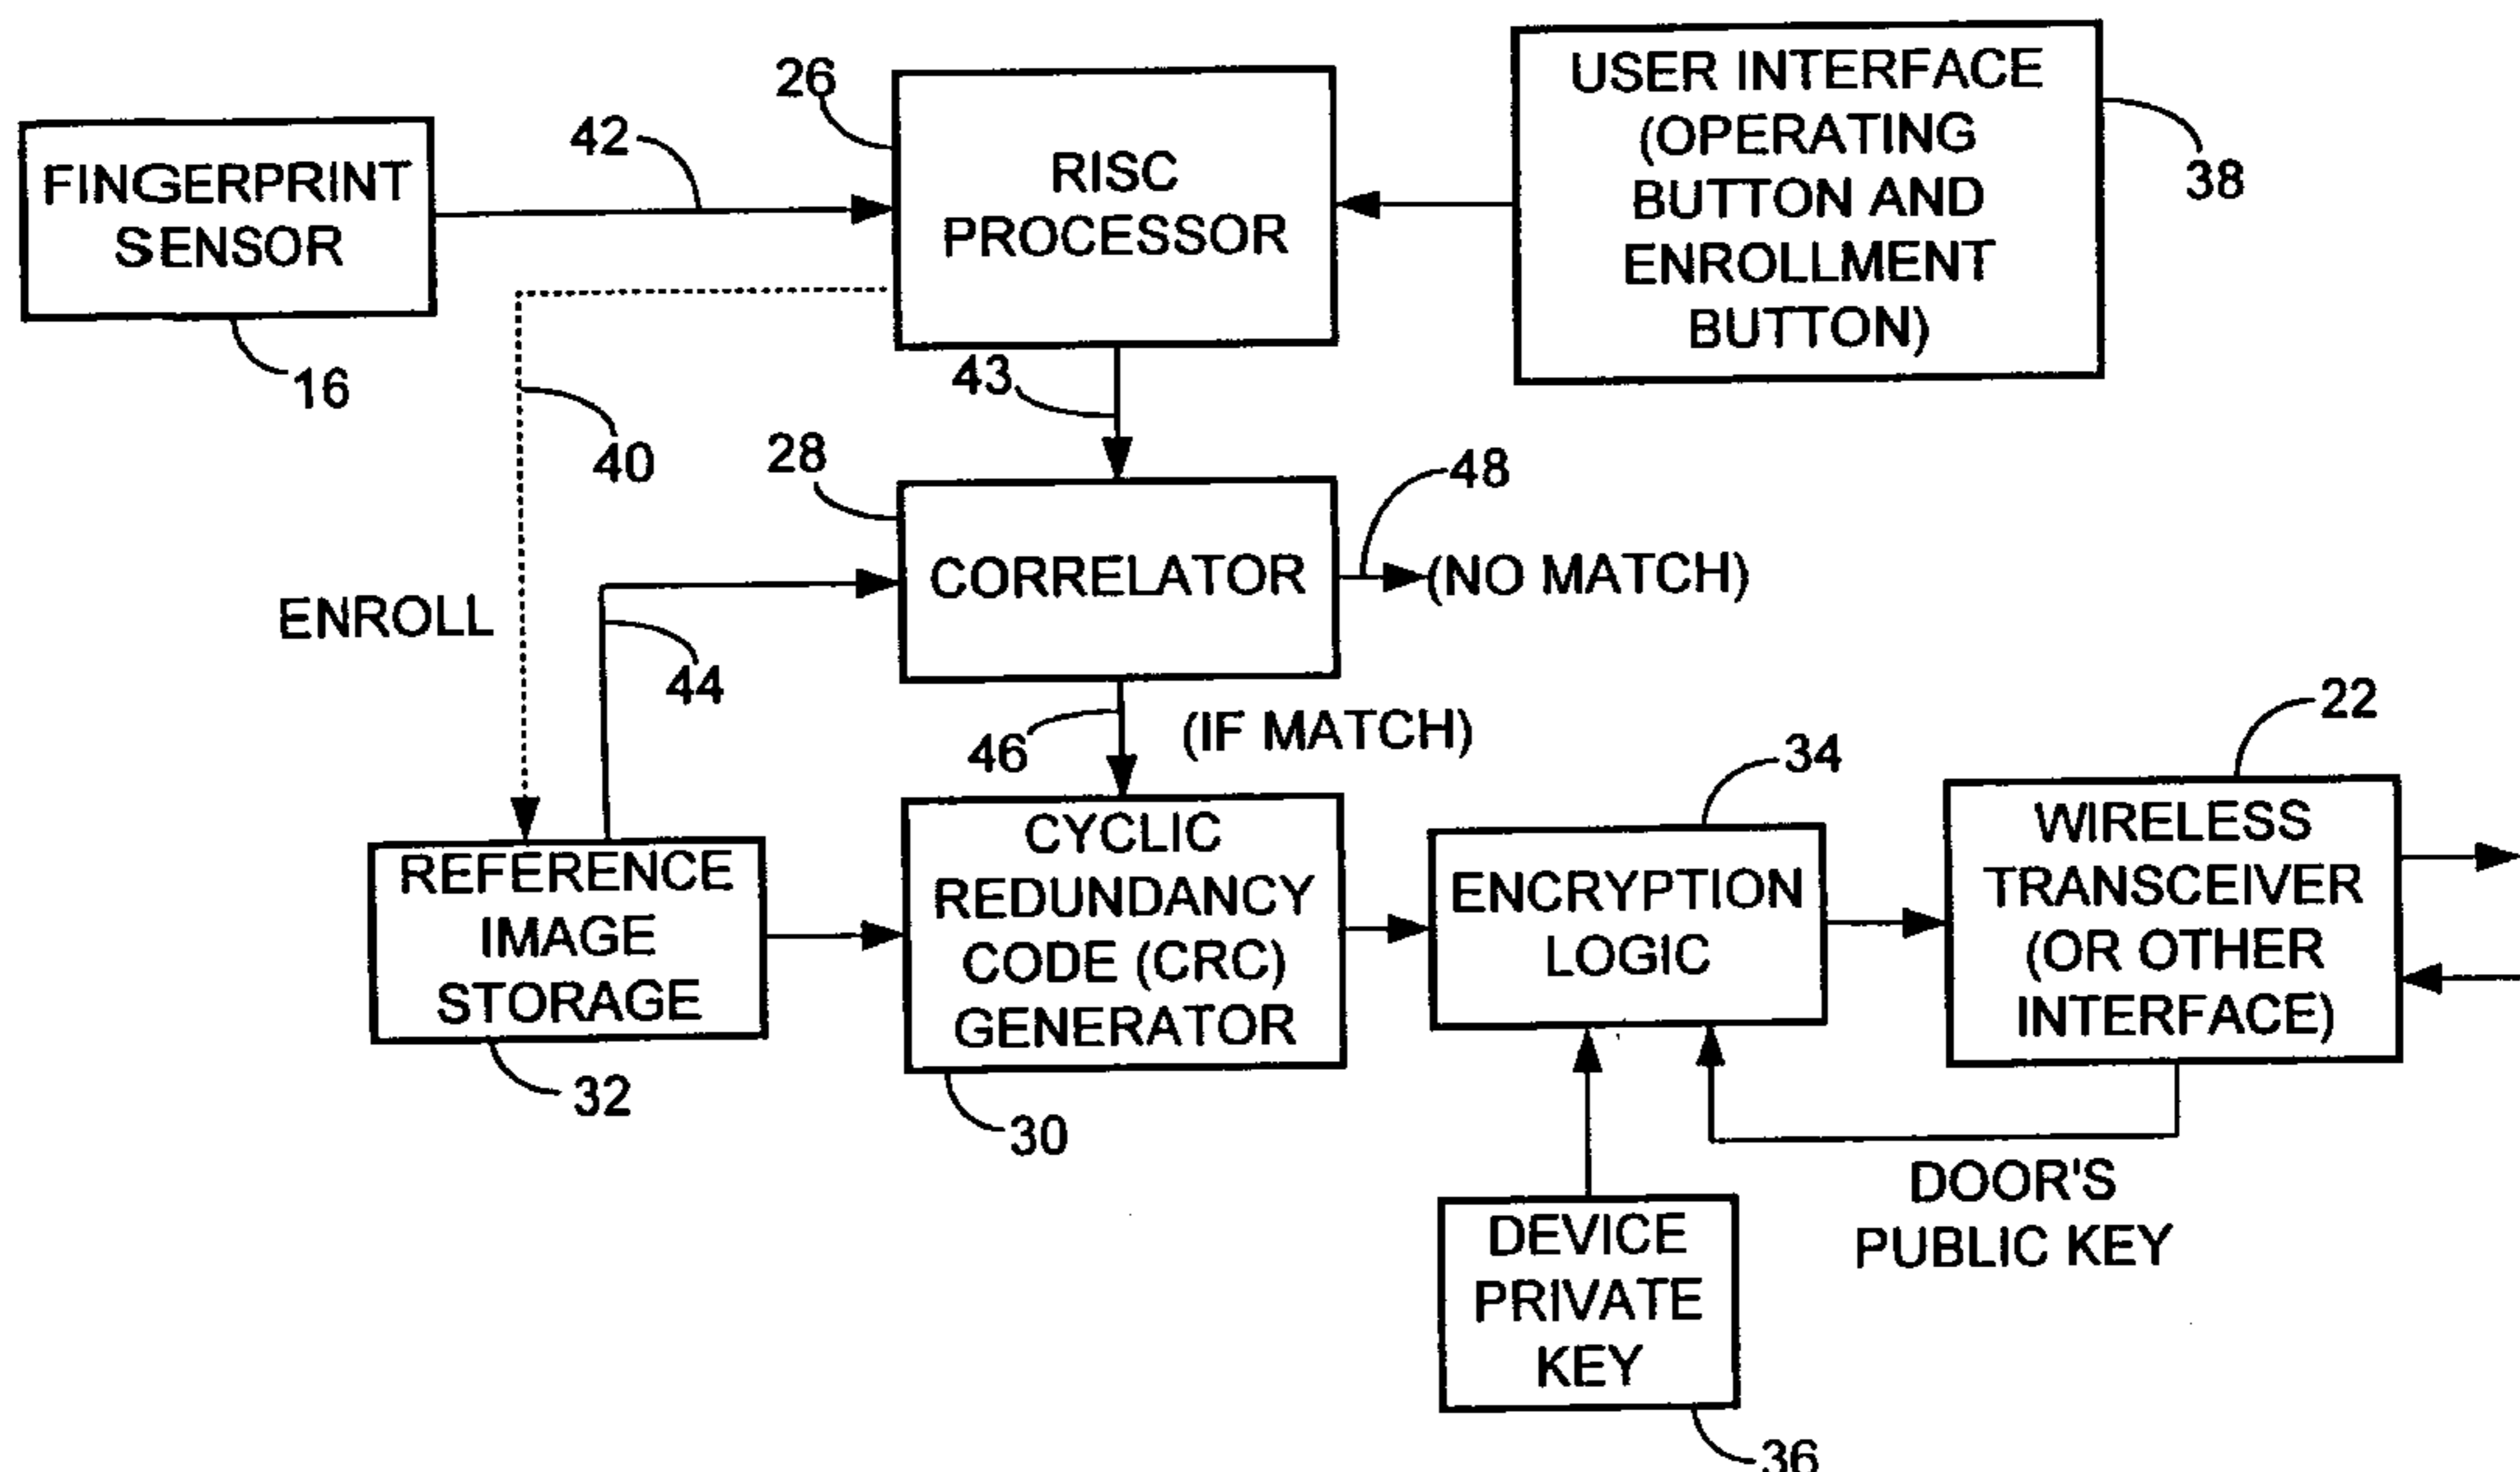 FINGERPRINT
SENSOR
16
42
26
RISC
PROCESSOR
USER INTERFACE
(OPERATING
BUTTON AND
ENROLLMENT
BUTTON)
38
43
40
ENROLL
28
CORRELATOR
48
(NO MATCH)
44
46
(IF MATCH)
REFERENCE
IMAGE
STORAGE
32
CYCLIC
REDUNDANCY
CODE (CRC)
GENERATOR
30
34
ENCRYPTION
LOGIC
22
WIRELESS
TRANSCEIVER
(OR OTHER
INTERFACE)
DOOR'S
PUBLIC KEY
DEVICE
PRIVATE
KEY
36